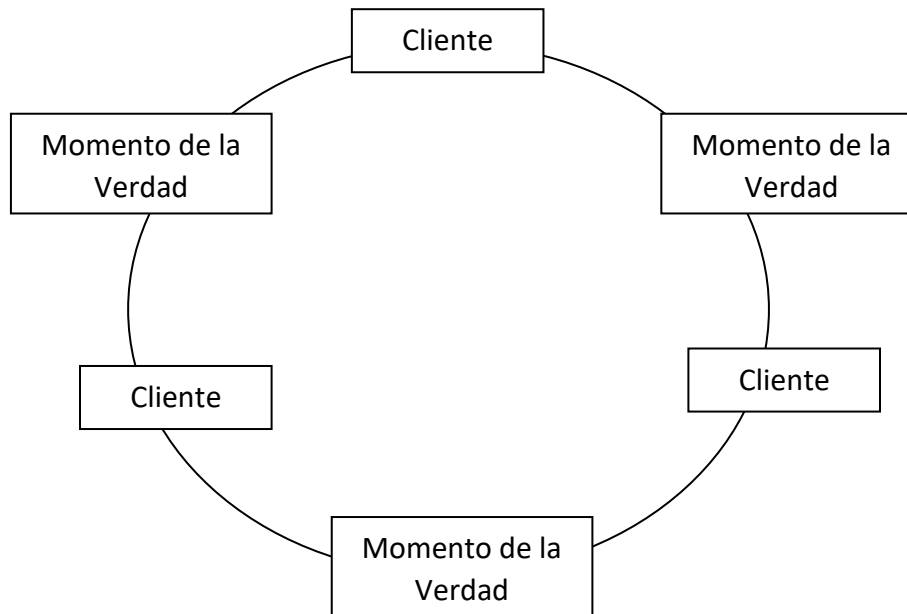 Cliente
Momento de la
Verdad
Momento de la
Verdad
Cliente
Cliente
Momento de la
Verdad